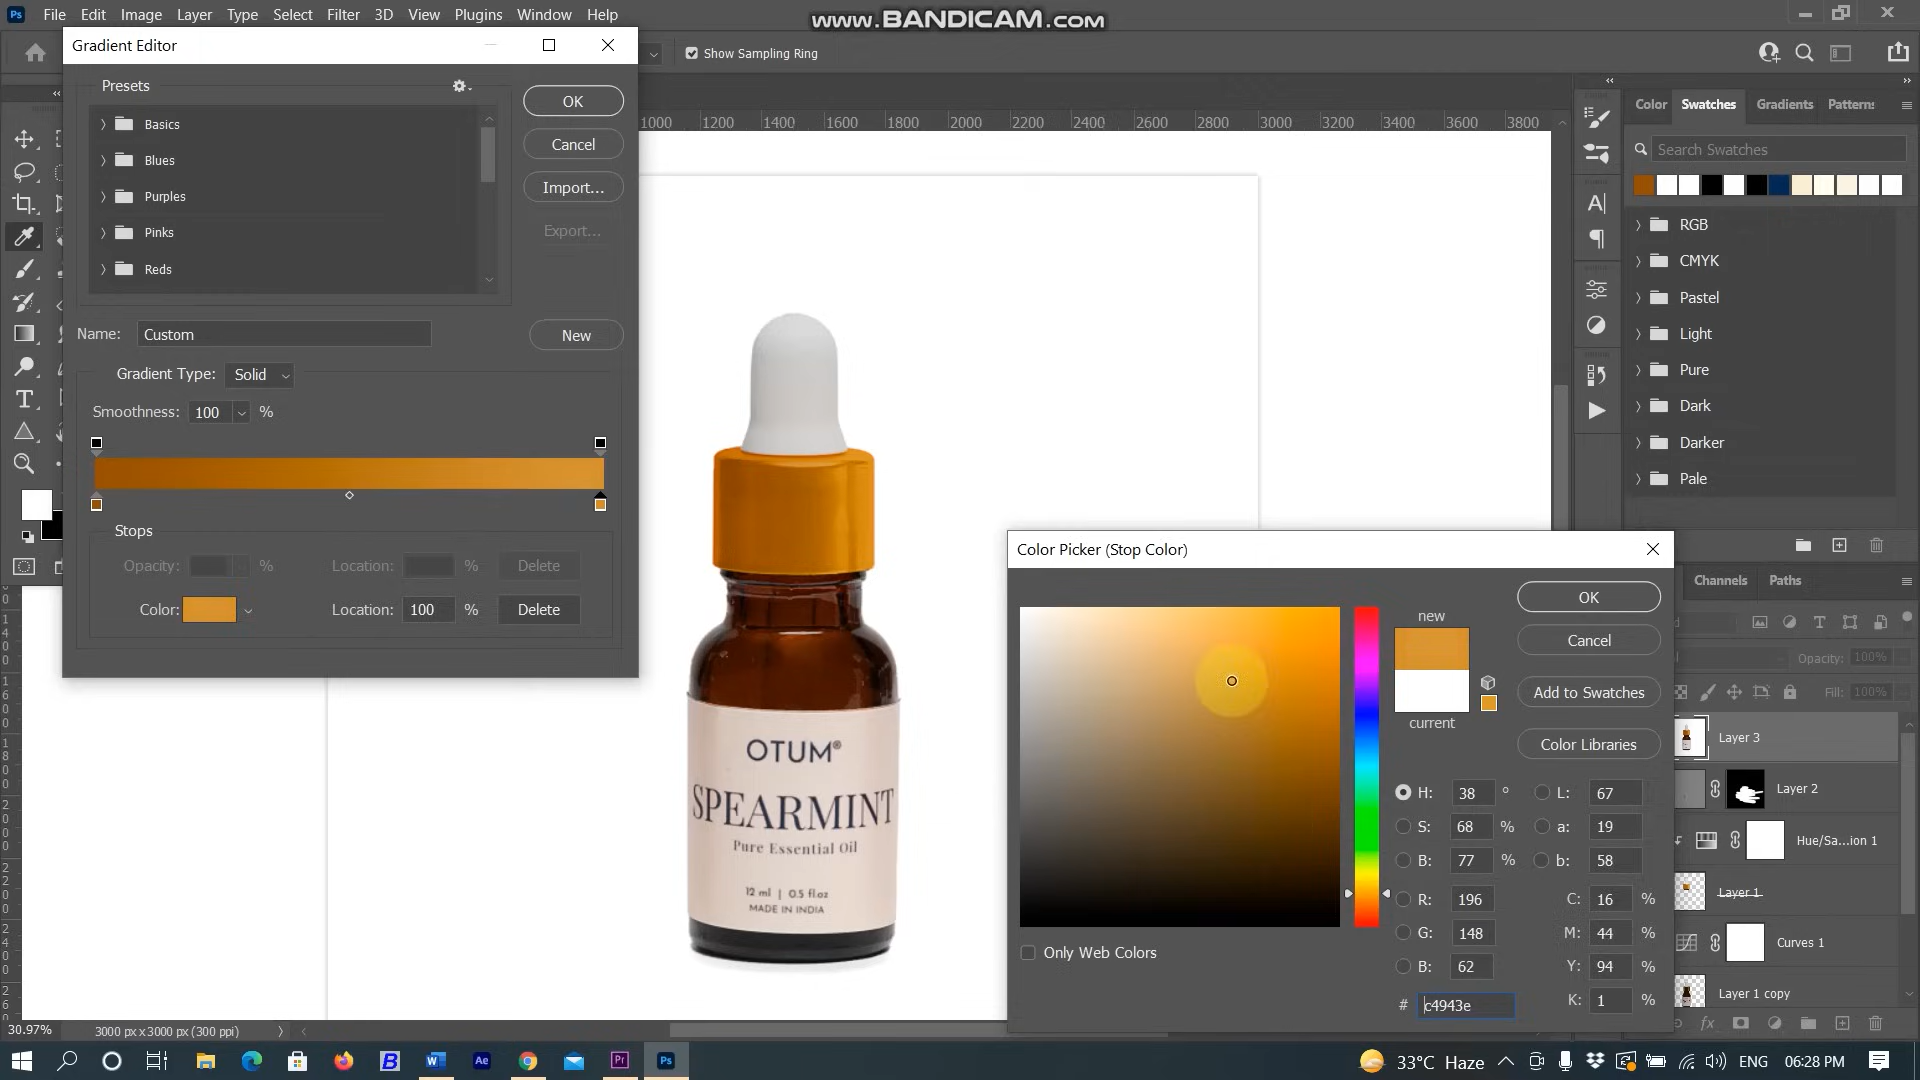 Ps File Edit Image Layer Type Select Filter 3D View Plugins Window Help
www.BANDICAM.com
Gradient Editor
Show Sampling Ring
Presets
OK
Cancel
Import...
Export...
Basics
Blues
Purples
Pinks
Reds
Name: Custom
New
Gradient Type: Solid
Smoothness: 100 %
Stops
Opacity: % Location: % Delete
Color: Location: 100 % Delete
1000 1200 1400 1600 1800 2000 2200 2400 2600 2800 3000 3200 3400 3600 3800
Color Swatches Gradients Patterns
Search Swatches
RGB
CMYK
Pastel
Light
Pure
Dark
Darker
Pale
OTUM®
SPEARMINT
Pure Essential Oil
12 ml | 0.5 fl.oz
MADE IN INDIA
Color Picker (Stop Color)
new
current
OK
Cancel
Add to Swatches
Color Libraries
H: 38 °
S: 68 %
B: 77 %
R: 196
G: 148
B: 62
# c4943e
L: 67
a: 19
b: 58
C: 16 %
M: 44 %
Y: 94 %
K: 1 %
Only Web Colors
Channels Paths
Opacity: 100%
Fill: 100%
Layer 3
Layer 2
Hue/Sa...ion 1
Layer 1
Curves 1
Layer 1 copy
fx
30.97% 3000 px x 3000 px (300 ppi)
33°C Haze
ENG 06:28 PM